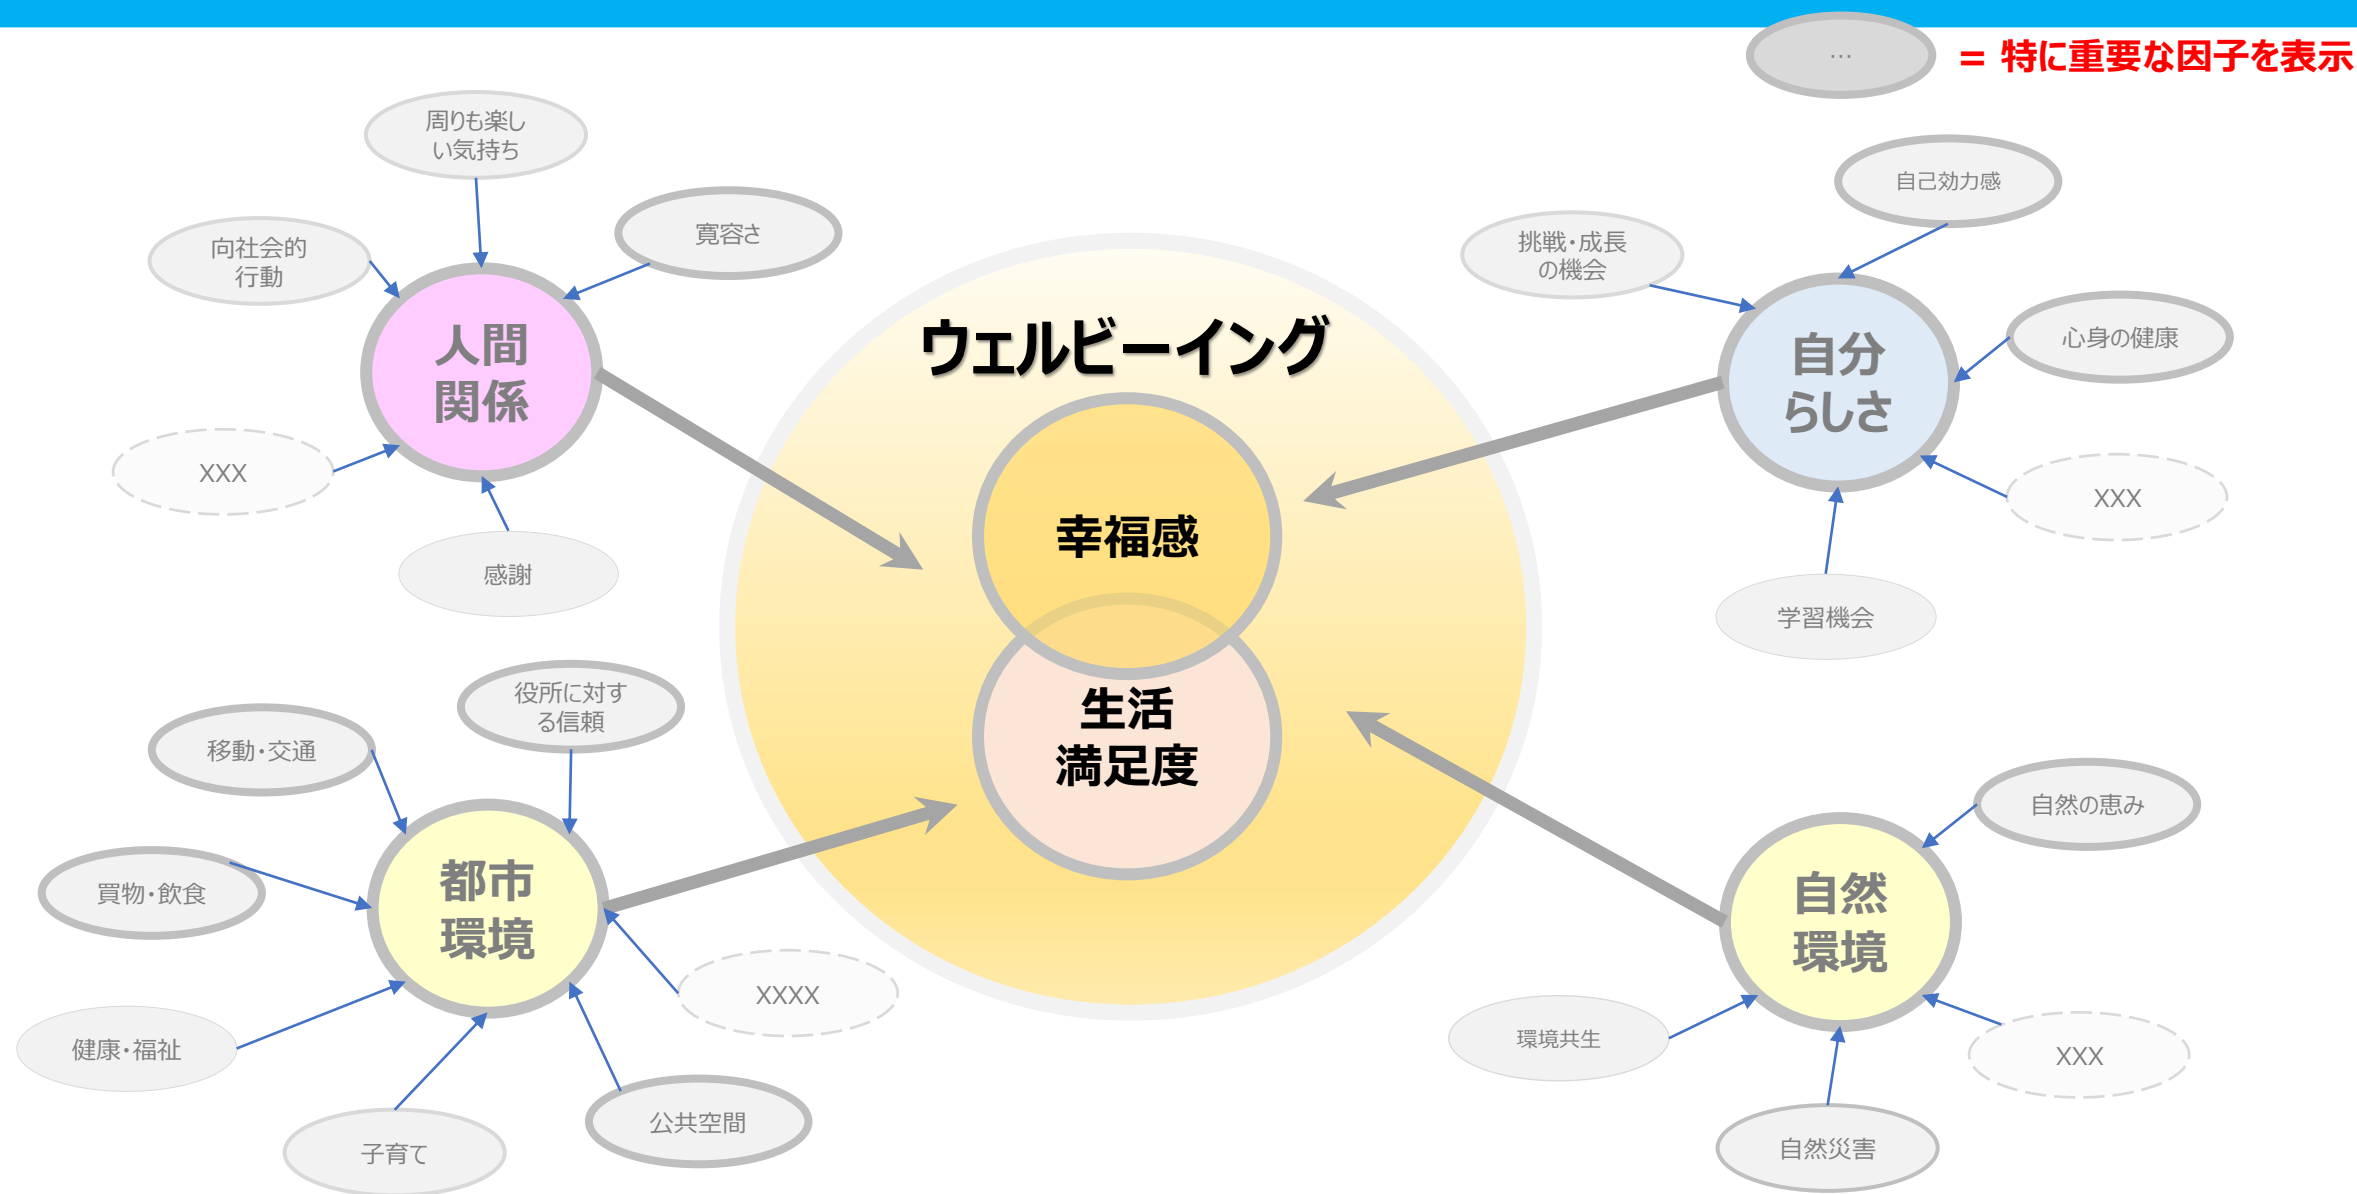 …
= 特に重要な因子を表示
周りも楽し
い気持ち
向社会的
行動
寛容さ
人間
関係
XXX
感謝
ウェルビーイング
幸福感
生活
満足度
自己効力感
挑戦・成長
の機会
心身の健康
自分
らしさ
XXX
学習機会
役所に対す
る信頼
移動・交通
買物・飲食
都市
環境
XXXX
健康・福祉
子育て
公共空間
自然の恵み
自然
環境
環境共生
XXX
自然災害